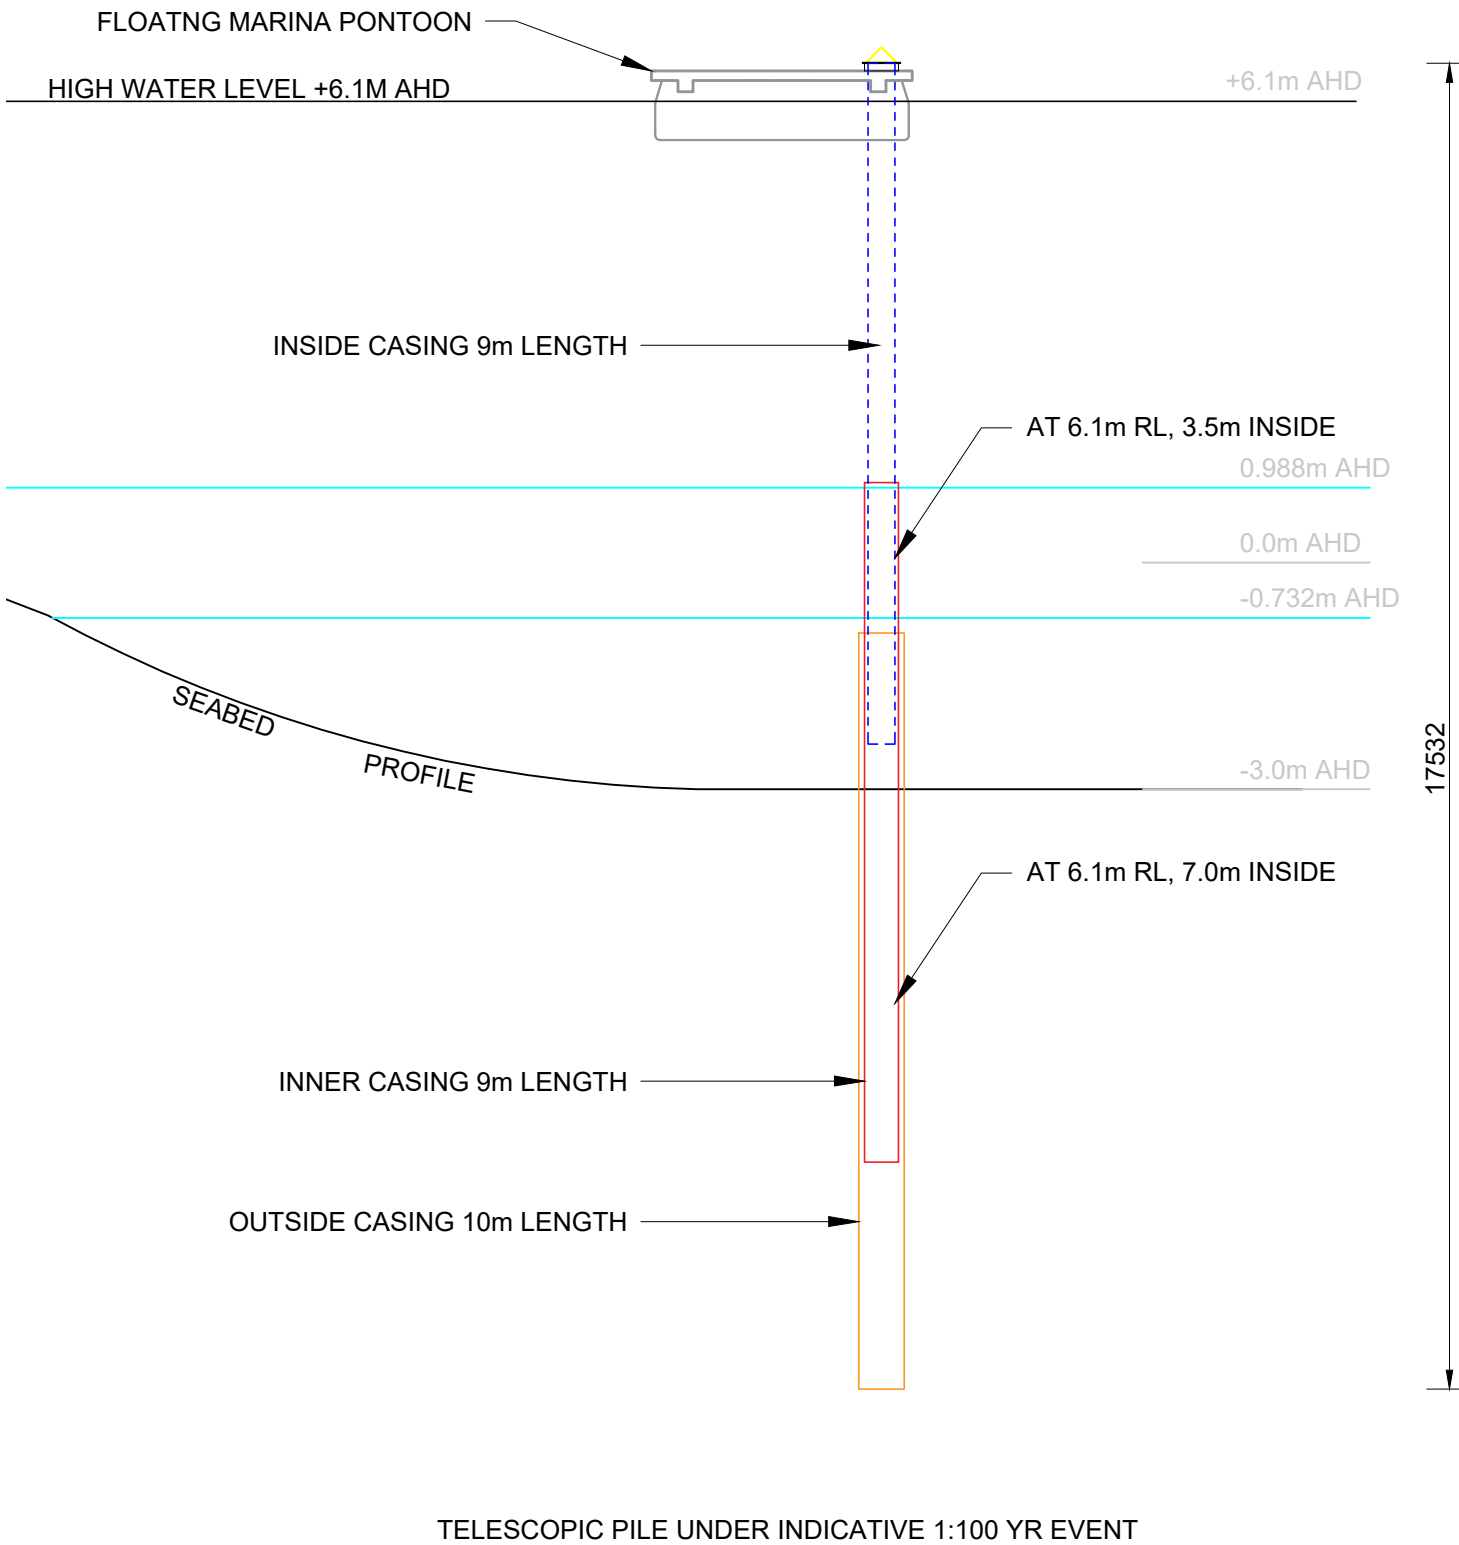 FLOATNG MARINA PONTOON
HIGH WATER LEVEL +6.1M AHD
+6.1m AHD
INSIDE CASING 9m LENGTH
AT 6.1m RL, 3.5m INSIDE
0.988m AHD
0.0m AHD
-0.732m AHD
SEABED
PROFILE
-3.0m AHD
17532
AT 6.1m RL, 7.0m INSIDE
INNER CASING 9m LENGTH
OUTSIDE CASING 10m LENGTH
TELESCOPIC PILE UNDER INDICATIVE 1:100 YR EVENT